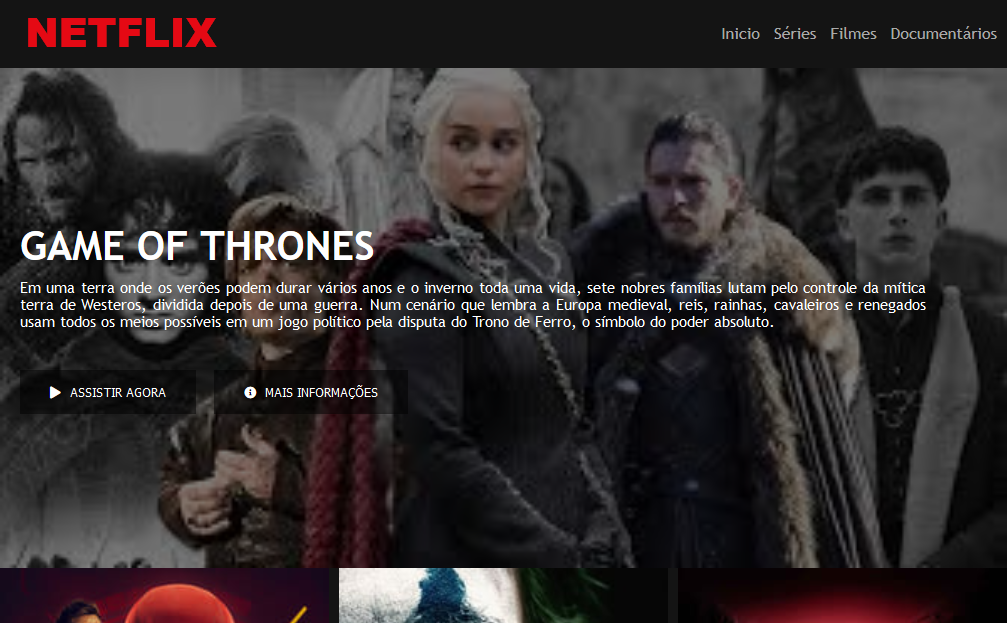 NETFLIX
Inicio Séries Filmes Documentários
GAME OF THRONES
Em uma terra onde os verões podem durar vários anos e o inverno toda uma vida, sete nobres famílias lutam pelo controle da mítica
terra de Westeros, dividida depois de uma guerra. Num cenário que lembra a Europa medieval, reis, rainhas, cavaleiros e renegados
usam todos os meios possíveis em um jogo político pela disputa do Trono de Ferro, o símbolo do poder absoluto.
ASSISTIR AGORA MAIS INFORMAÇÕES